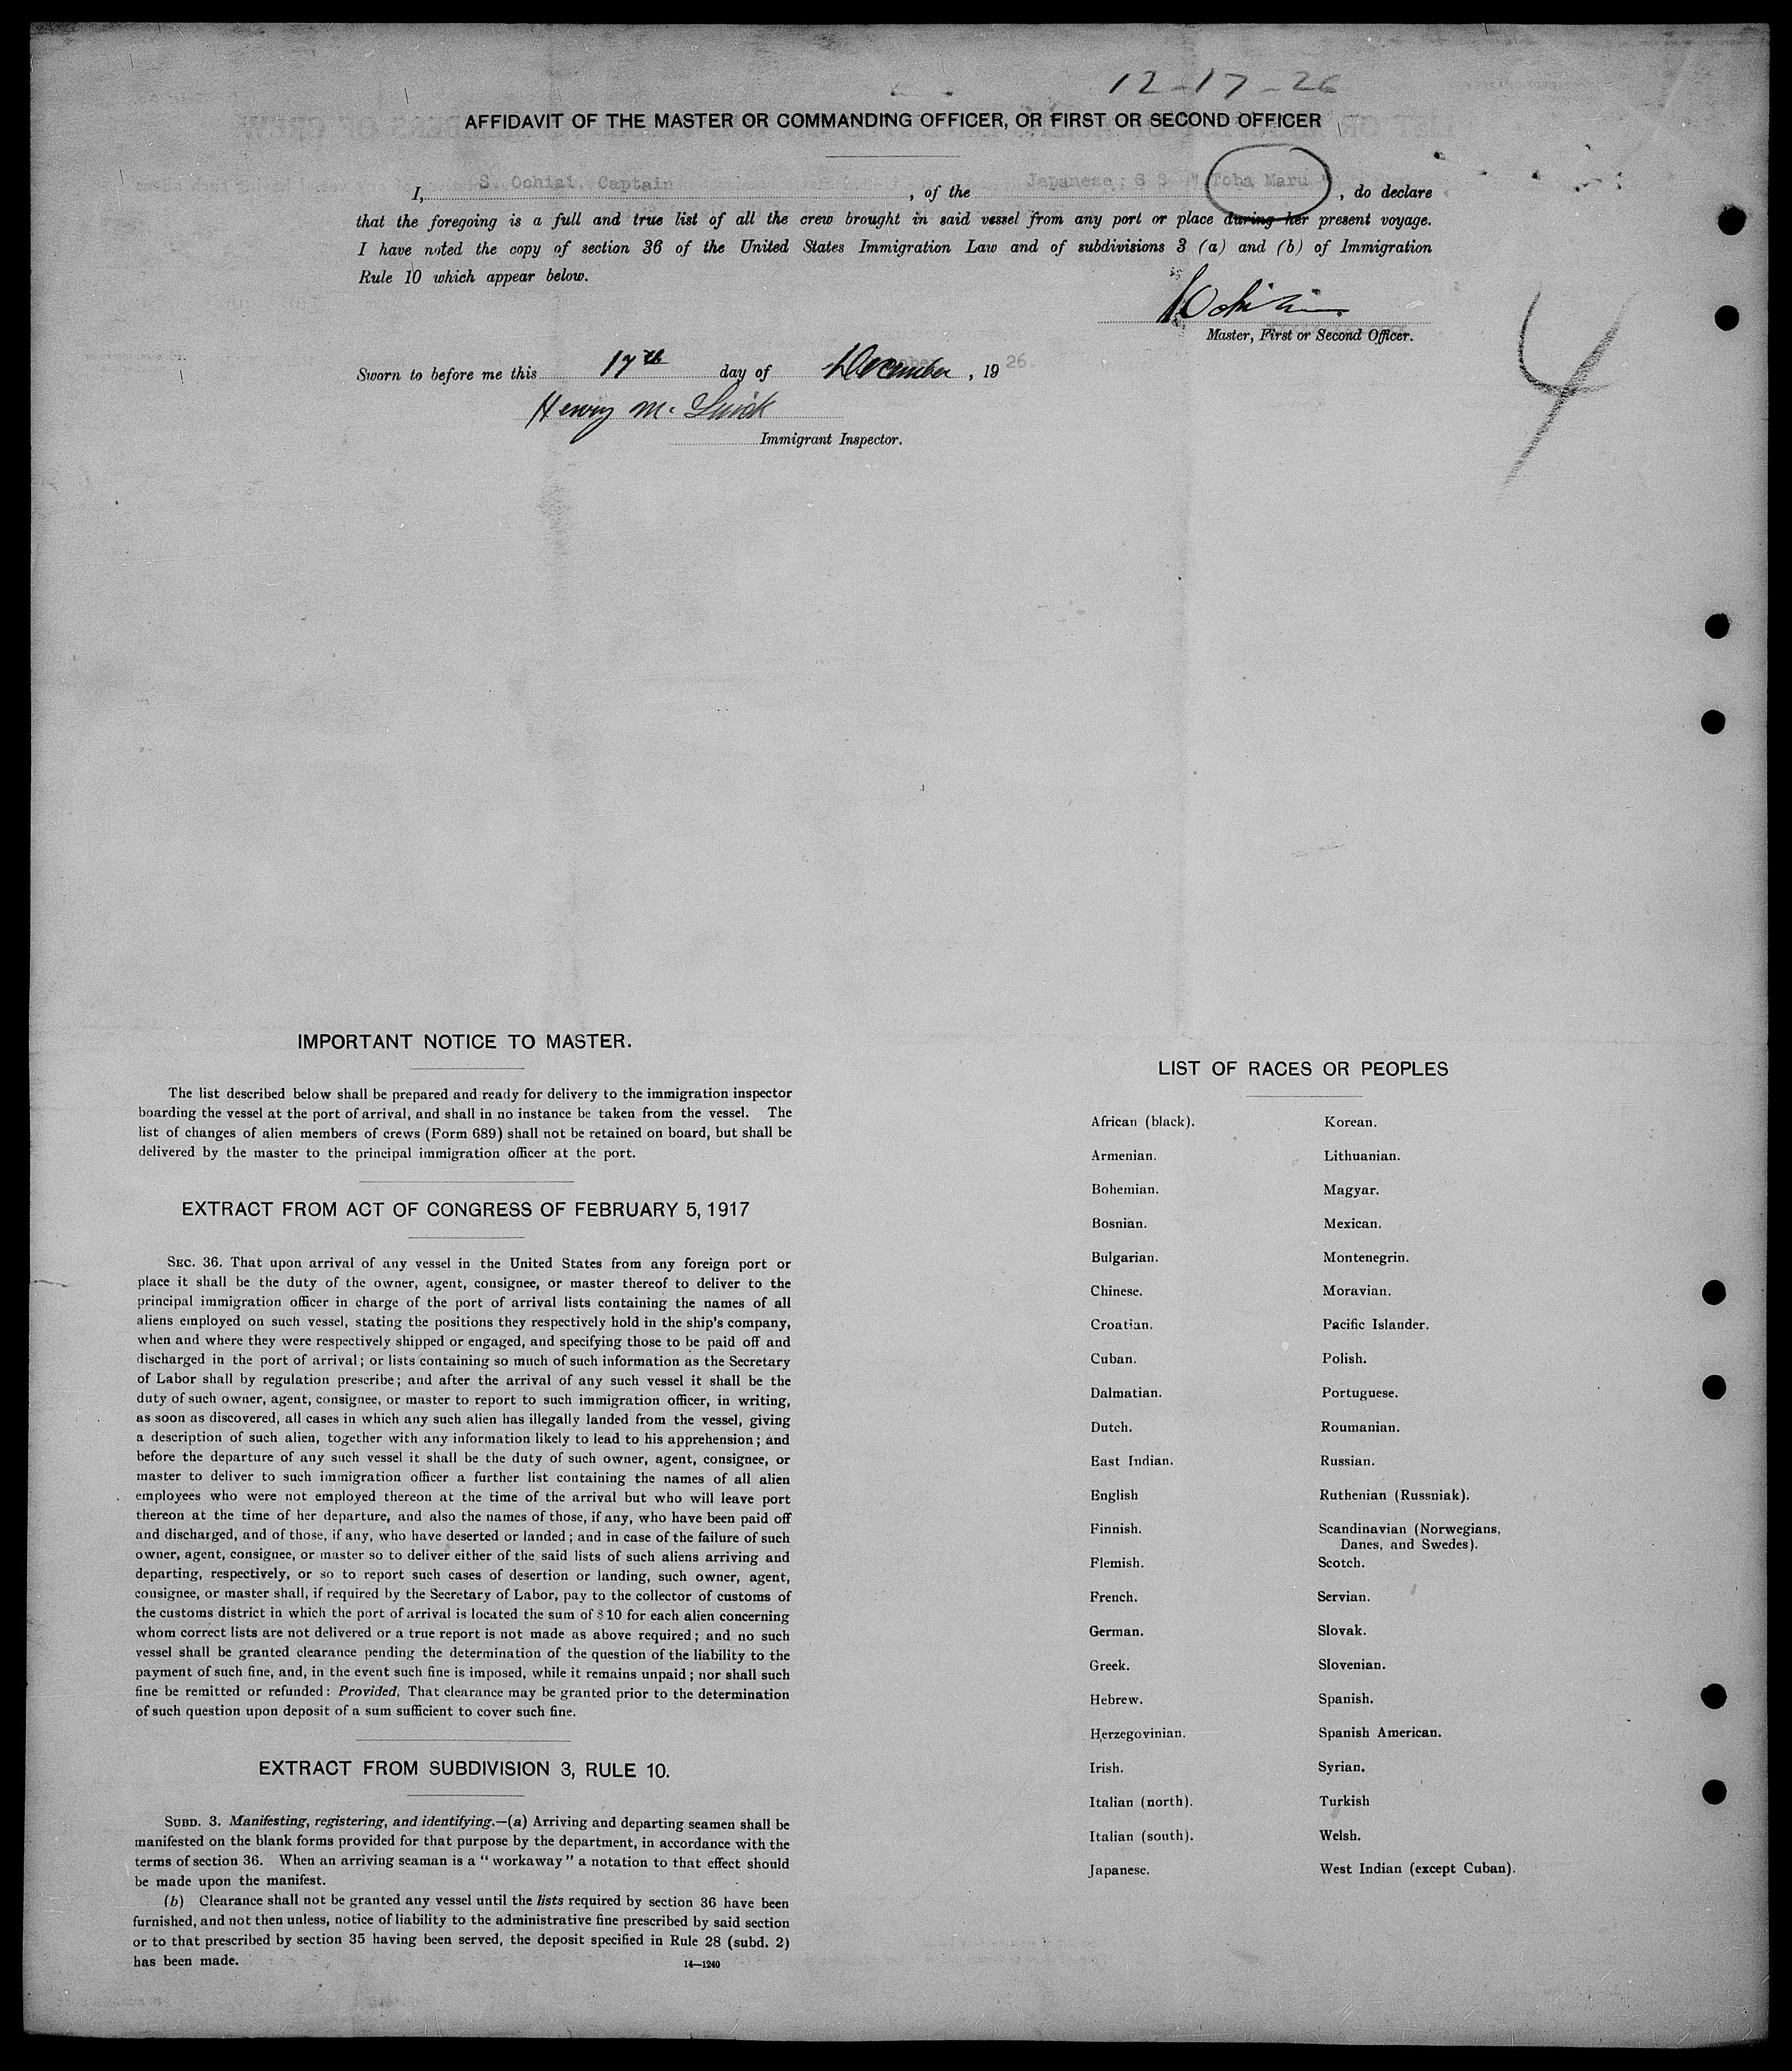 12-17-26
AFFIDAVIT OF THE MASTER OR COMMANDING OFFICER, OR FIRST OR SECOND OFFICER
I, S. Ochiai, Captain, of the Japanese S S "Toba Maru", do declare
that the foregoing is a full and true list of all the crew brought in said vessel from any port or place during her present voyage.
I have noted the copy of section 36 of the United States Immigration Law and of subdivisions 3 (a) and (b) of Immigration
Rule 10 which appear below.
Master, First or Second Officer.
Sworn to before me this 17th day of December, 1926.
Henry M.
Immigrant Inspector.
4
IMPORTANT NOTICE TO MASTER.
The list described below shall be prepared and ready for delivery to the immigration inspector
boarding the vessel at the port of arrival, and shall in no instance be taken from the vessel. The
list of changes of alien members of crews (Form 689) shall not be retained on board, but shall be
delivered by the master to the principal immigration officer at the port.
EXTRACT FROM ACT OF CONGRESS OF FEBRUARY 5, 1917
SEC. 36. That upon arrival of any vessel in the United States from any foreign port or
place it shall be the duty of the owner, agent, consignee, or master thereof to deliver to the
principal immigration officer in charge of the port of arrival lists containing the names of all
aliens employed on such vessel, stating the positions they respectively hold in the ship's company,
when and where they were respectively shipped or engaged, and specifying those to be paid off and
discharged in the port of arrival; or lists containing so much of such information as the Secretary
of Labor shall by regulation prescribe; and after the arrival of any such vessel it shall be the
duty of such owner, agent, consignee, or master to report to such immigration officer, in writing,
as soon as discovered, all cases in which any such alien has illegally landed from the vessel, giving
a description of such alien, together with any information likely to lead to his apprehension; and
before the departure of any such vessel it shall be the duty of such owner, agent, consignee, or
master to deliver to such immigration officer a further list containing the names of all alien
employees who were not employed thereon at the time of the arrival but who will leave port
thereon at the time of her departure, and also the names of those, if any, who have been paid off
and discharged, and of those, if any, who have deserted or landed; and in case of the failure of such
owner, agent, consignee, or master so to deliver either of the said lists of such aliens arriving and
departing, respectively, or so to report such cases of desertion or landing, such owner, agent,
consignee, or master shall, if required by the Secretary of Labor, pay to the collector of customs of
the customs district in which the port of arrival is located the sum of $10 for each alien concerning
whom correct lists are not delivered or a true report is not made as above required; and no such
vessel shall be granted clearance pending the determination of the question of the liability to the
payment of such fine, and, in the event such fine is imposed, while it remains unpaid; nor shall such
fine be remitted or refunded: Provided, That clearance may be granted prior to the determination
of such question upon deposit of a sum sufficient to cover such fine.
EXTRACT FROM SUBDIVISION 3, RULE 10.
SUBD. 3. Manifesting, registering, and identifying.—(a) Arriving and departing seamen shall be
manifested on the blank forms provided for that purpose by the department, in accordance with the
terms of section 36. When an arriving seaman is a "workaway" a notation to that effect should
be made upon the manifest.
(b) Clearance shall not be granted any vessel until the lists required by section 36 have been
furnished, and not then unless, notice of liability to the administrative fine prescribed by said section
or to that prescribed by section 35 having been served, the deposit specified in Rule 28 (subd. 2)
has been made.
14—1240
LIST OF RACES OR PEOPLES
African (black).
Armenian.
Bohemian.
Bosnian.
Bulgarian.
Chinese.
Croatian.
Cuban.
Dalmatian.
Dutch.
East Indian.
English
Finnish.
Flemish.
French.
German.
Greek.
Hebrew.
Herzegovinian.
Irish.
Italian (north).
Italian (south).
Japanese.
Korean.
Lithuanian.
Magyar.
Mexican.
Montenegrin.
Moravian.
Pacific Islander.
Polish.
Portuguese.
Roumanian.
Russian.
Ruthenian (Russniak).
Scandinavian (Norwegians,
Danes, and Swedes).
Scotch.
Servian.
Slovak.
Slovenian.
Spanish.
Spanish American.
Syrian.
Turkish
Welsh.
West Indian (except Cuban).